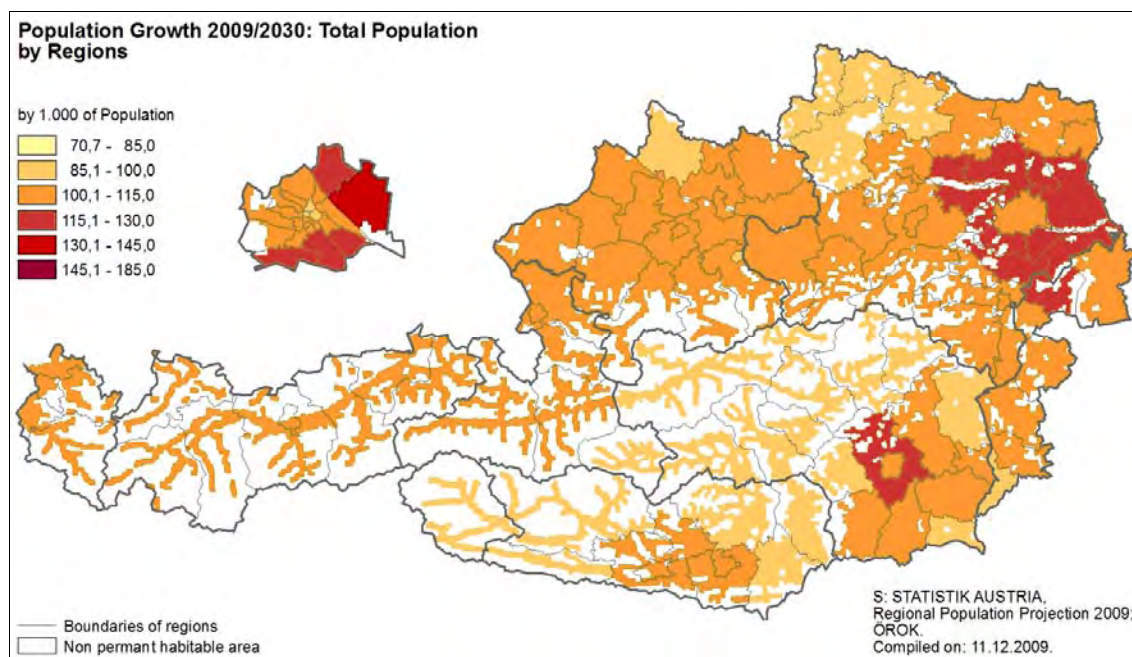 Population Growth 2009/2030: Total Population
by Regions
by 1.000 of Population
70,7 - 85,0
85,1 - 100,0
100,1 - 115,0
115,1 - 130,0
130,1 - 145,0
145,1 - 185,0
Boundaries of regions
Non permant habitable area
S: STATISTIK AUSTRIA,
Regional Population Projection 2009;
ÖROK.
Compiled on: 11.12.2009.